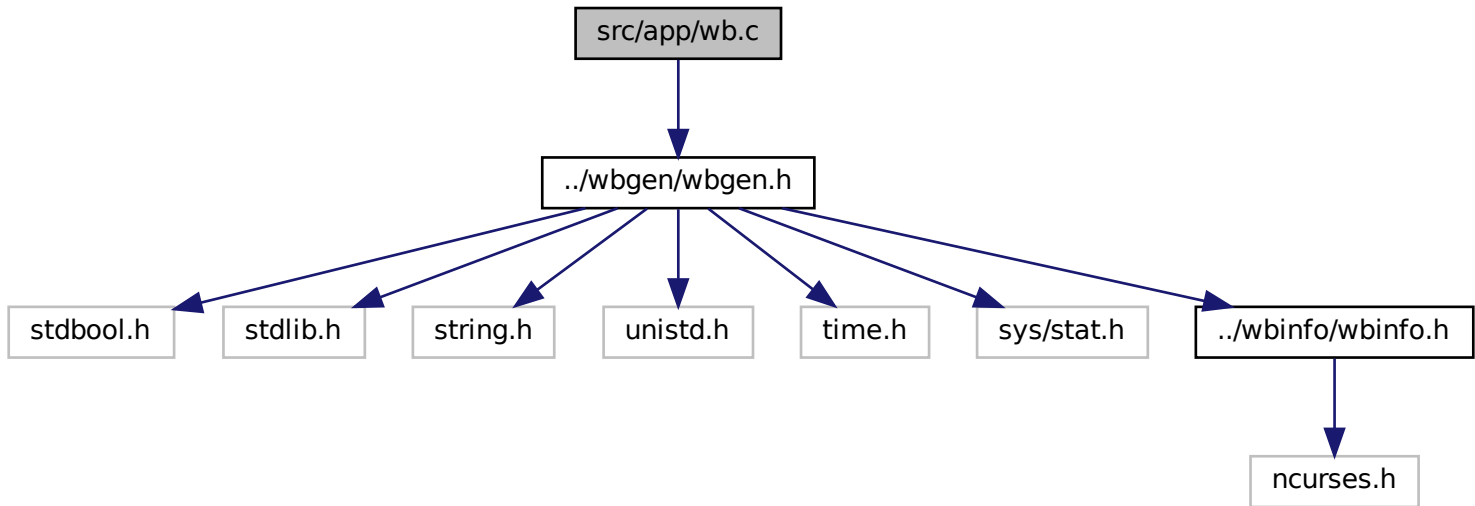 src/app/wb.c
../wbgen/wbgen.h
stdbool.h
stdlib.h
string.h
unistd.h
time.h
sys/stat.h
../wbinfo/wbinfo.h
ncurses.h